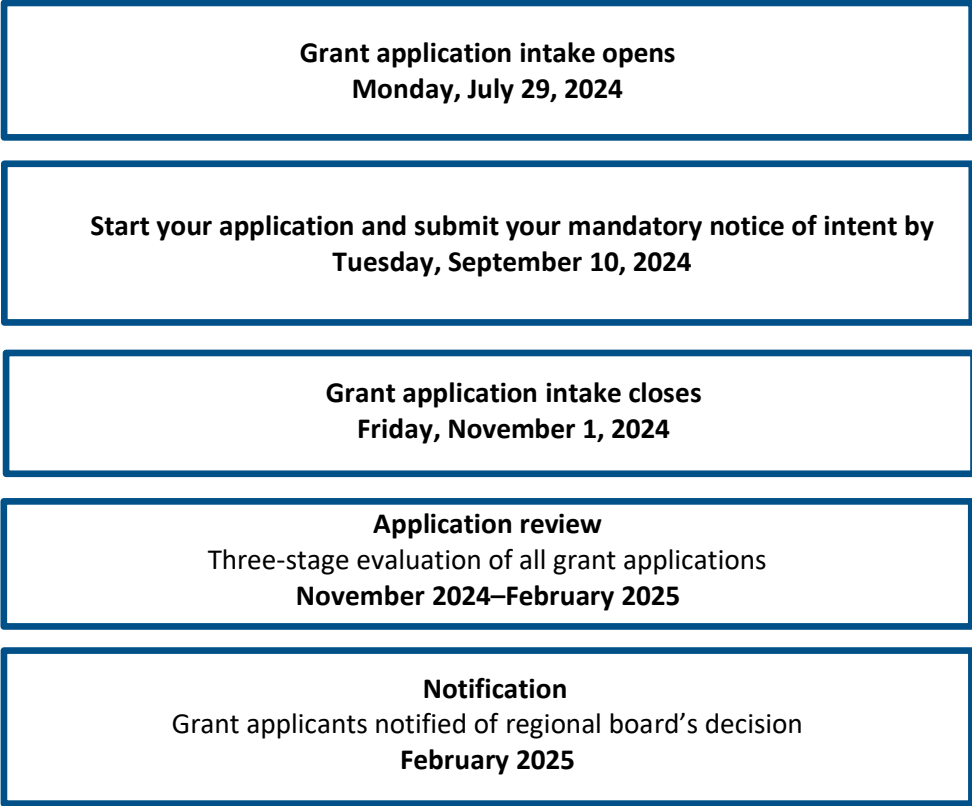 Grant application intake opens
Monday, July 29, 2024
Start your application and submit your mandatory notice of intent by
Tuesday, September 10, 2024
Grant application intake closes
Friday, November 1, 2024
Application review
Three-stage evaluation of all grant applications
November 2024–February 2025
Notification
Grant applicants notified of regional board’s decision
February 2025